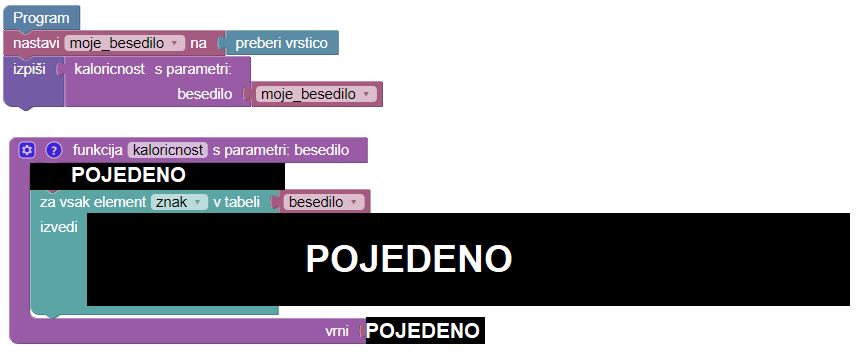 Program
nastavi moje_besedilo na preberi vrstico
izpiši kaloricnost s parametri:
besedilo moje_besedilo
? funkcija kaloricnost s parametri: besedilo
POJEDENO
za vsak element znak v tabeli besedilo
izvedi
POJEDENO
vrni POJEDENO